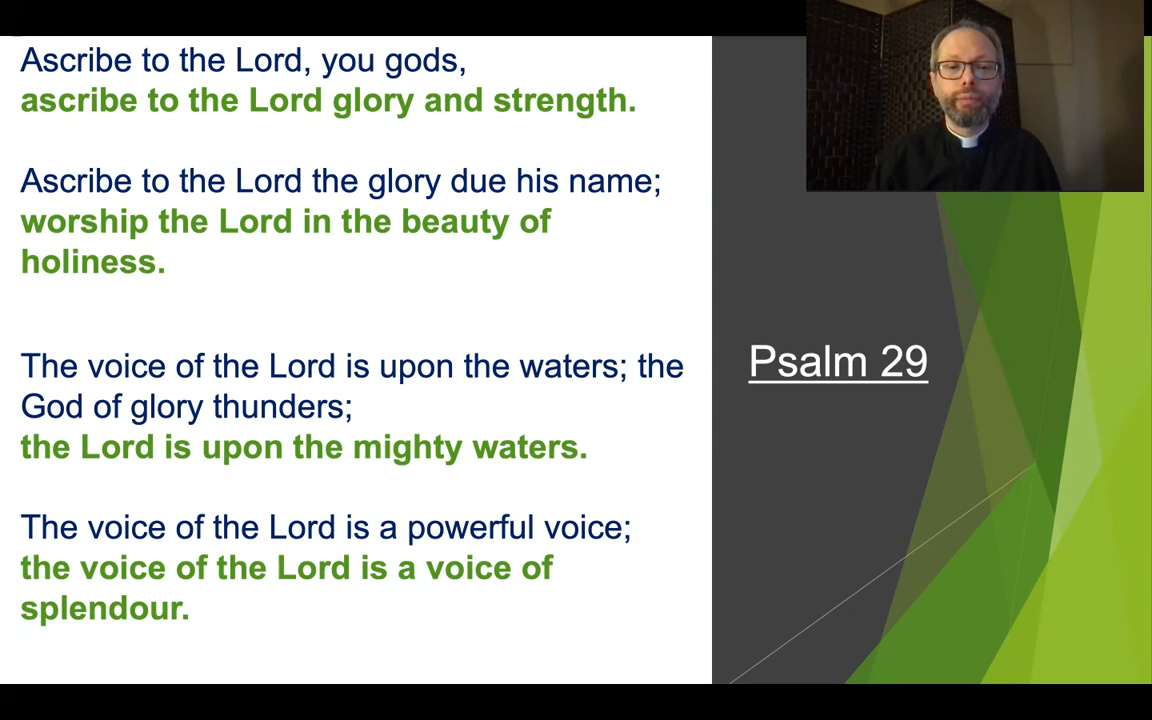 Ascribe to the Lord, you gods,
ascribe to the Lord glory and strength.
Ascribe to the Lord the glory due his name;
worship the Lord in the beauty of
holiness.
The voice of the Lord is upon the waters; the
God of glory thunders;
the Lord is upon the mighty waters.
The voice of the Lord is a powerful voice;
the voice of the Lord is a voice of
splendour.
Psalm 29